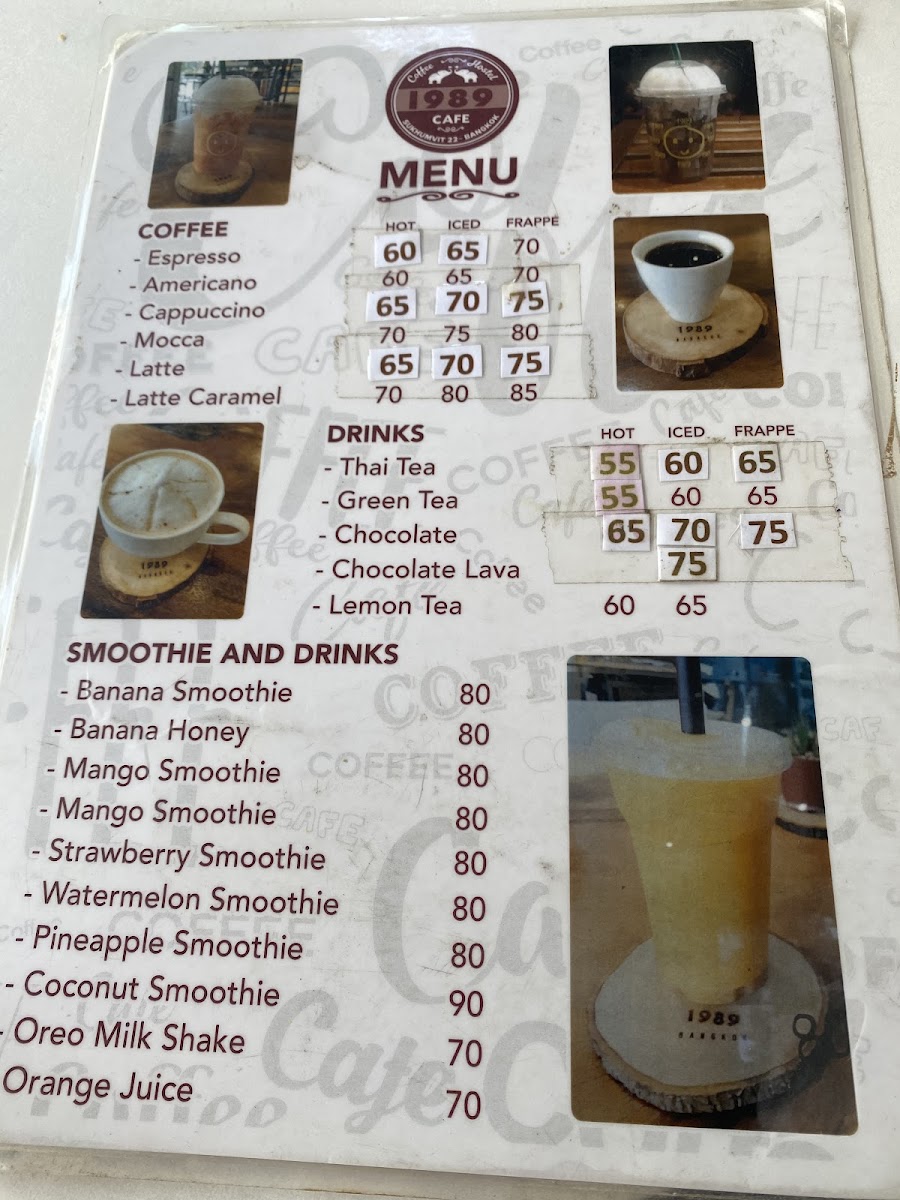 Coffee Hostel
1989
CAFE
SUKHUMVIT 22 - BANGKOK
MENU
COFFEE HOT ICED FRAPPE
- Espresso 60 65 70
- Americano 60 65 70
- Cappuccino 65 70 75
- Mocca 70 75 80
- Latte 65 70 75
- Latte Caramel 70 80 85
1989
DRINKS HOT ICED FRAPPE
- Thai Tea 55 60 65
- Green Tea 55 60 65
- Chocolate 65 70 75
- Chocolate Lava 75
- Lemon Tea 60 65
1989
SMOOTHIE AND DRINKS
- Banana Smoothie 80
- Banana Honey 80
- Mango Smoothie 80
- Mango Smoothie 80
- Strawberry Smoothie 80
- Watermelon Smoothie 80
- Pineapple Smoothie 80
- Coconut Smoothie 90
- Oreo Milk Shake 70
Orange Juice 70
1989
BANGKOK